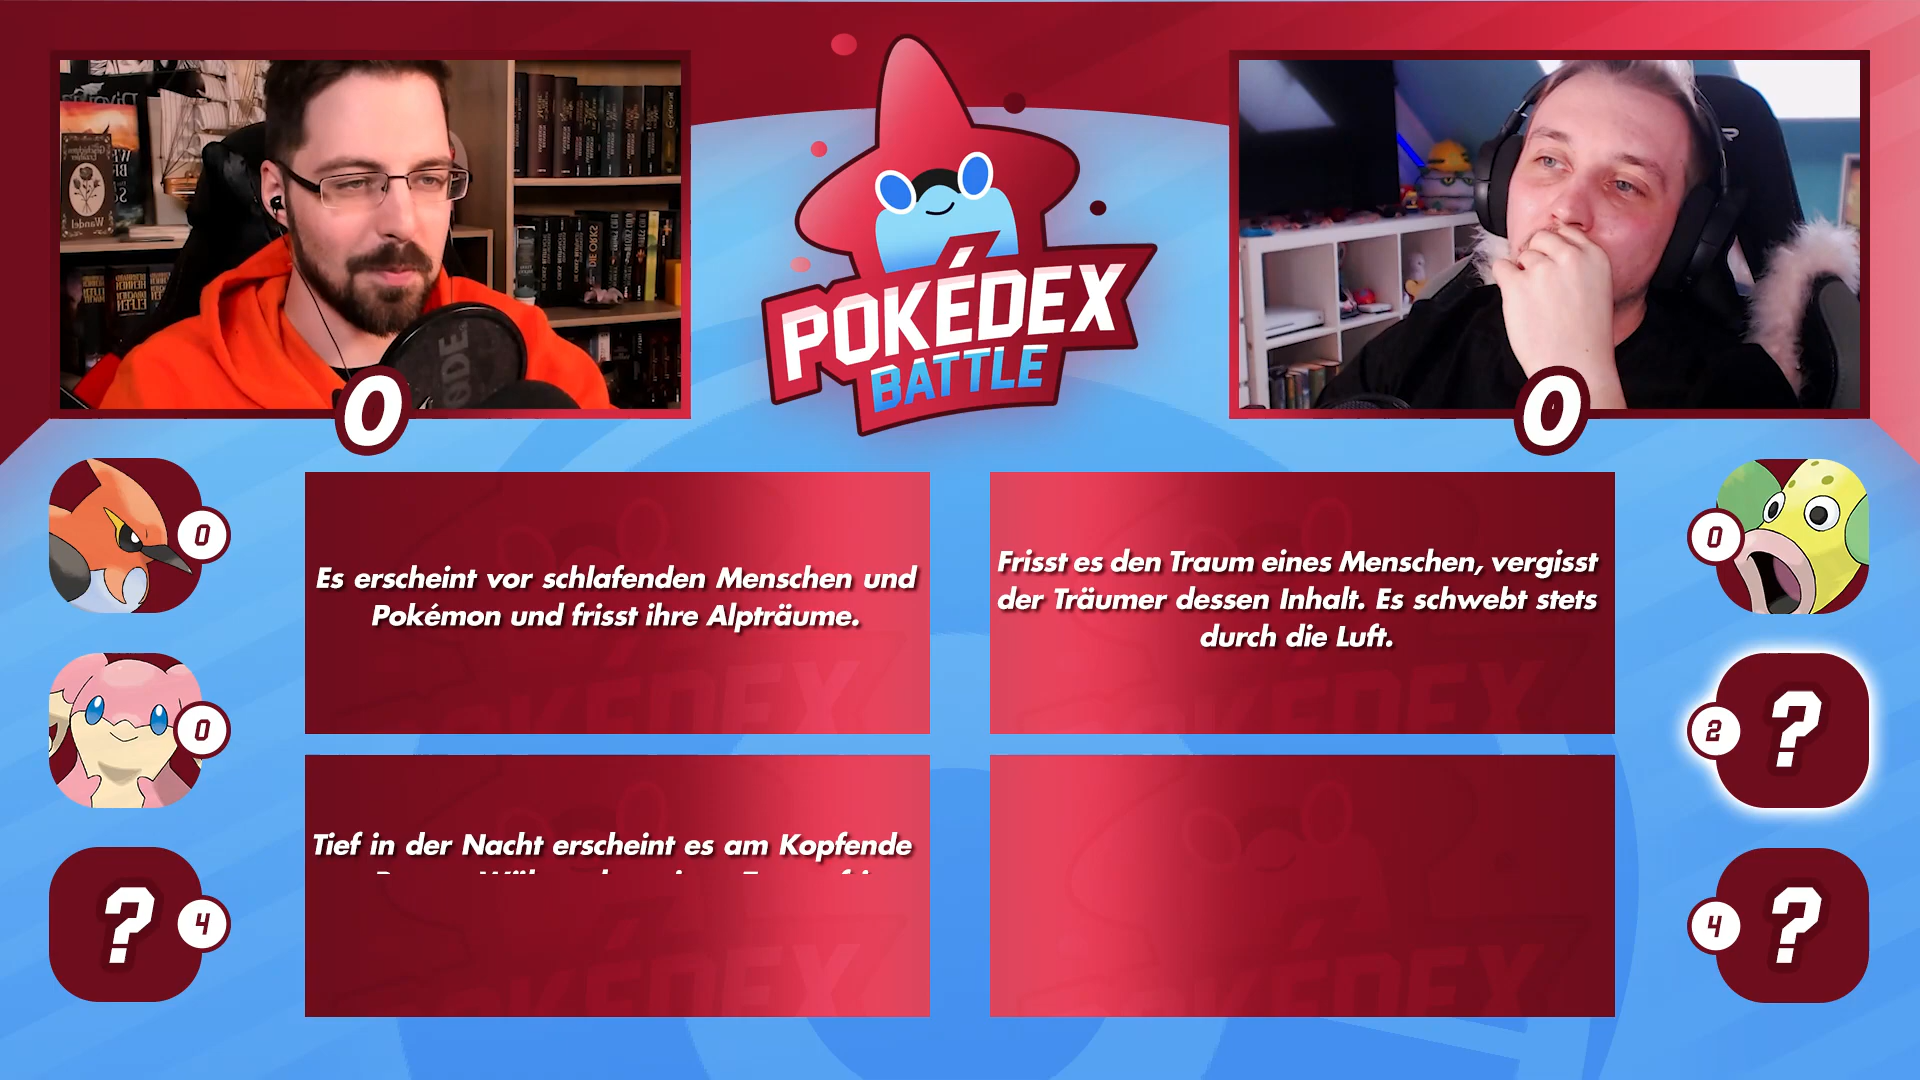 POKÉDEX
BATTLE
0
0
0
0
4
Es erscheint vor schlafenden Menschen und
Pokémon und frisst ihre Alpträume.
Frisst es den Traum eines Menschen, vergisst
der Träumer dessen Inhalt. Es schwebt stets
durch die Luft.
Tief in der Nacht erscheint es am Kopfende
0
2
?
?
4
?